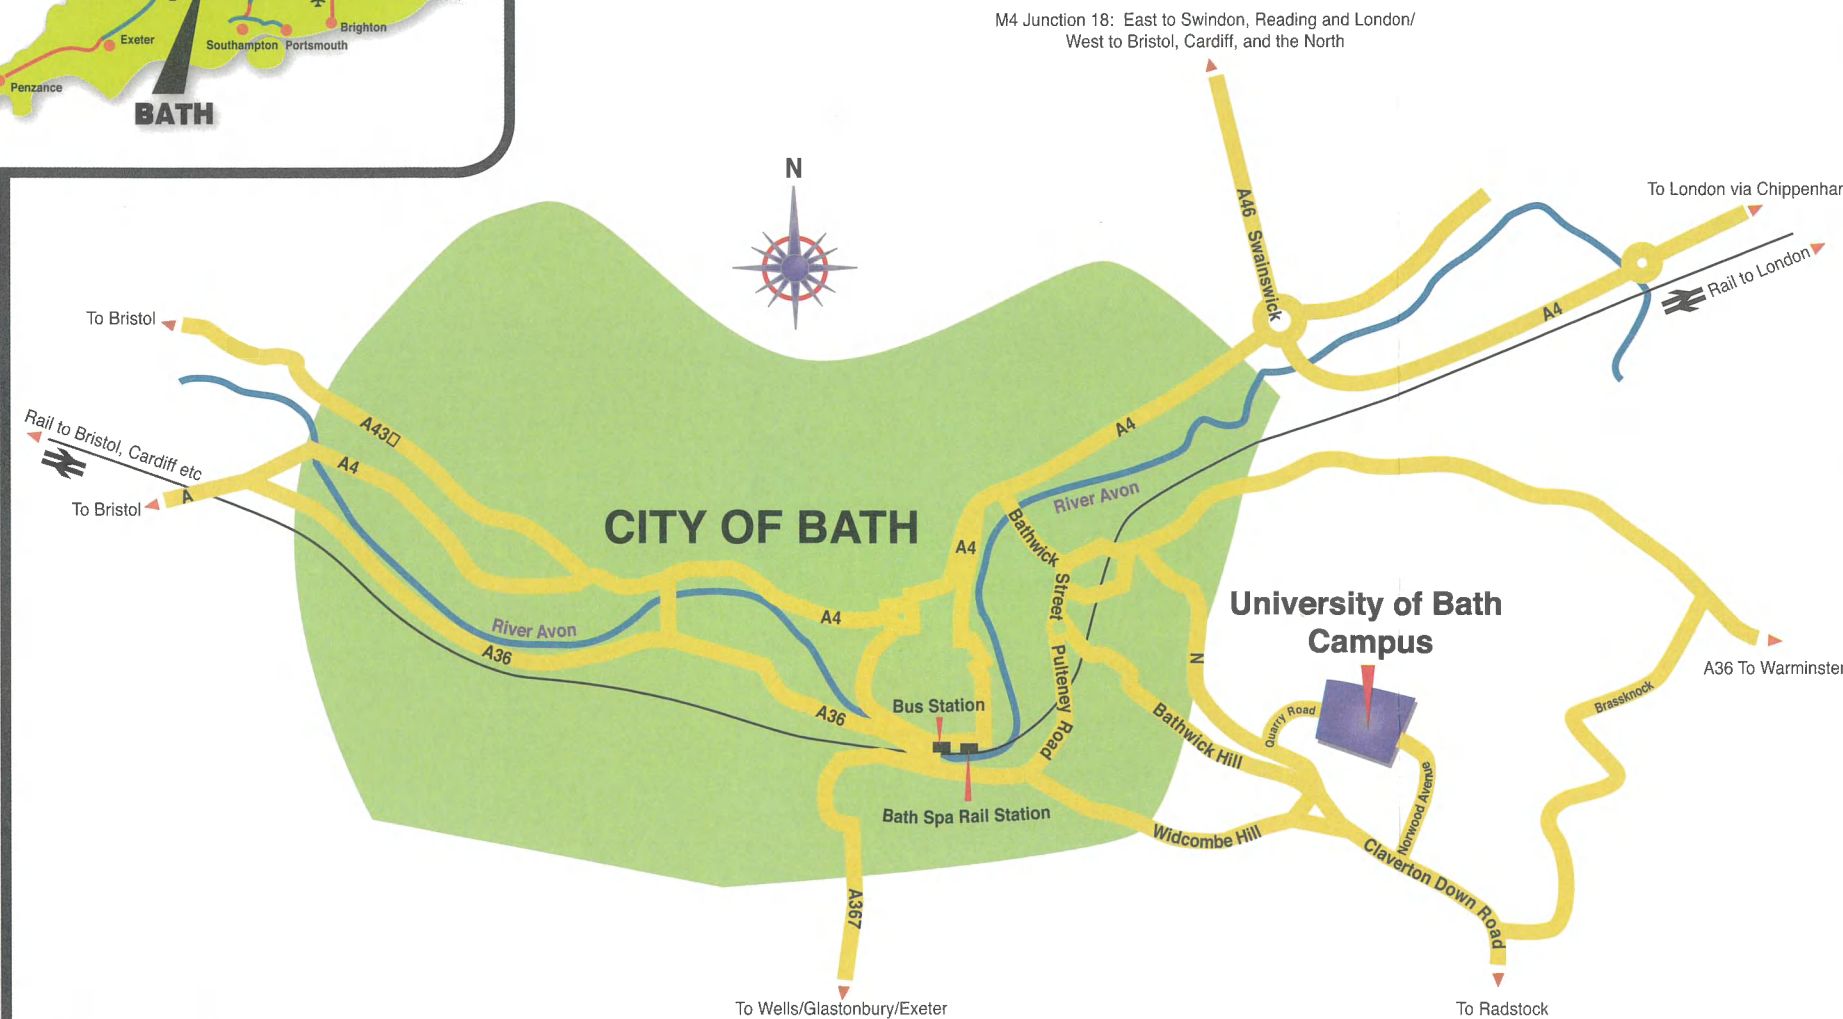 Exeter
Southampton
Portsmouth
Brighton
Penzance
BATH
M4 Junction 18: East to Swindon, Reading and London/
West to Bristol, Cardiff, and the North
N
To London via Chippenhar
Rail to London
A46 Swainswick
A4
To Bristol
A43
Rail to Bristol, Cardiff etc
A4
To Bristol
A
CITY OF BATH
A4
River Avon
A4
Bathwick Street
River Avon
A36
A4
University of Bath
Campus
N
A36 To Warminster
Brassknock
Quarry Road
Pulteney Road
Bus Station
A36
Bathwick Hill
Norwood Avenue
Bath Spa Rail Station
Widcombe Hill
Claverton Down Road
A367
To Wells/Glastonbury/Exeter
To Radstock